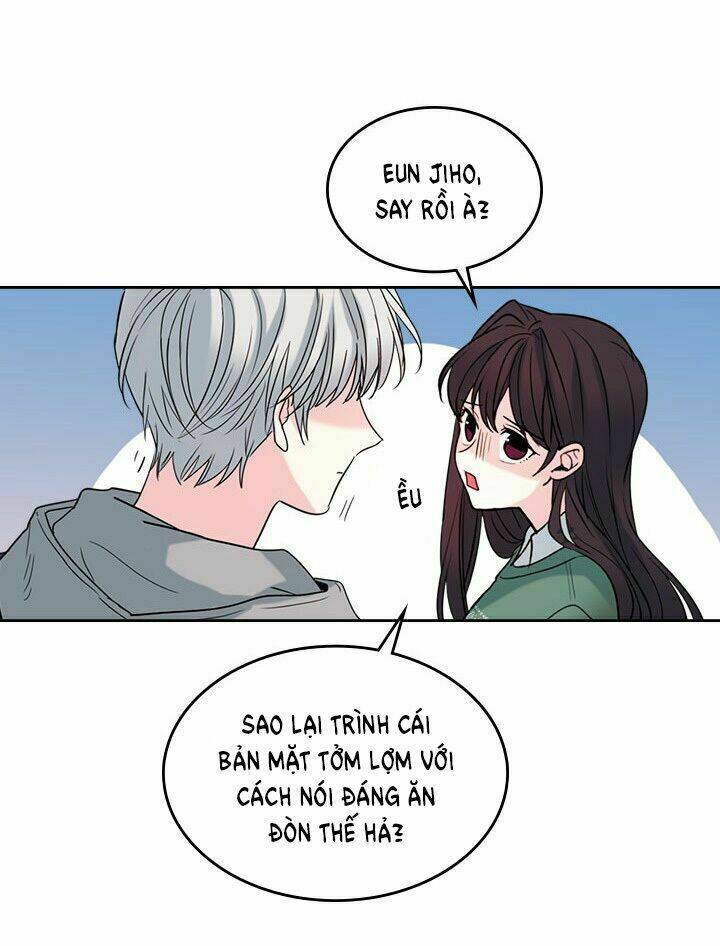 EUN JIHO,
SAY RỒI À?
ỀU
SAO LẠI TRÌNH CÁI
BẢN MẶT TỞM LỢM VỚI
CÁCH NÓI ĐÁNG ĂN
ĐÒN THẾ HẢ?